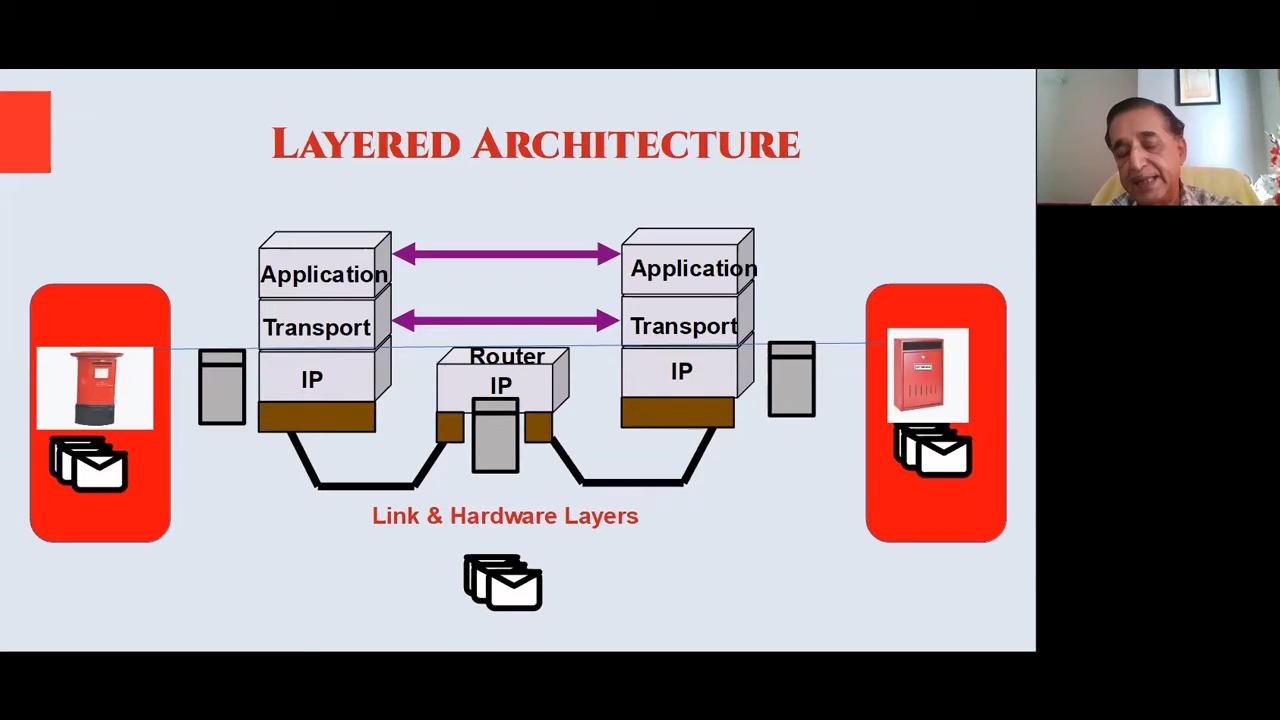 LAYERED ARCHITECTURE
Application
Application
Transport
Transport
Router
IP
IP
IP
Link & Hardware Layers